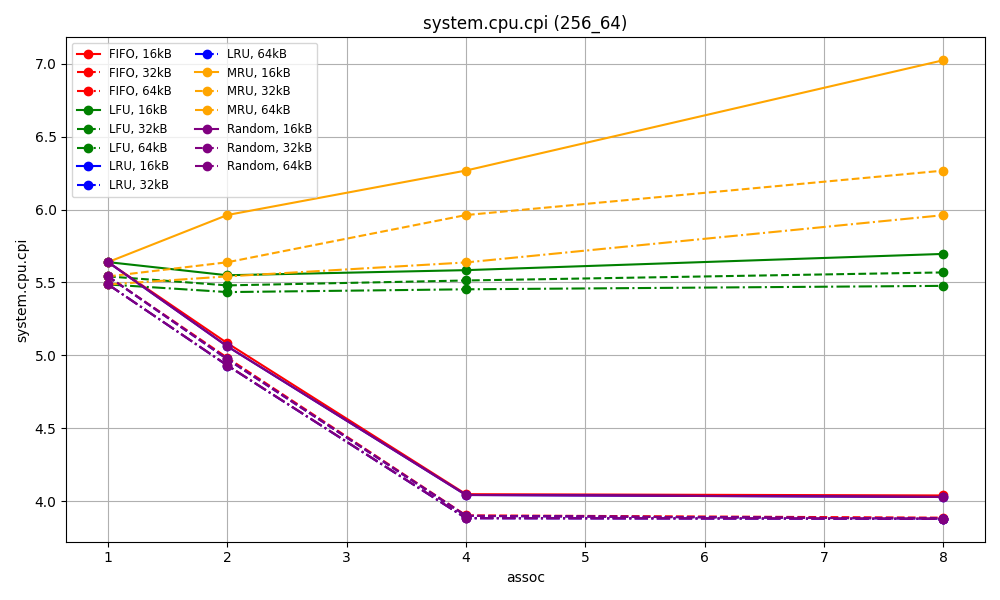 system.cpu.cpi (256_64)
FIFO, 16kB
FIFO, 32kB
FIFO, 64kB
LFU, 16kB
LFU, 32kB
LFU, 64kB
LRU, 16kB
LRU, 32kB
LRU, 64kB
MRU, 16kB
MRU, 32kB
MRU, 64kB
Random, 16kB
Random, 32kB
Random, 64kB
system.cpu.cpi
7.0
6.5
6.0
5.5
5.0
4.5
4.0
1 2 3 4 5 6 7 8
assoc